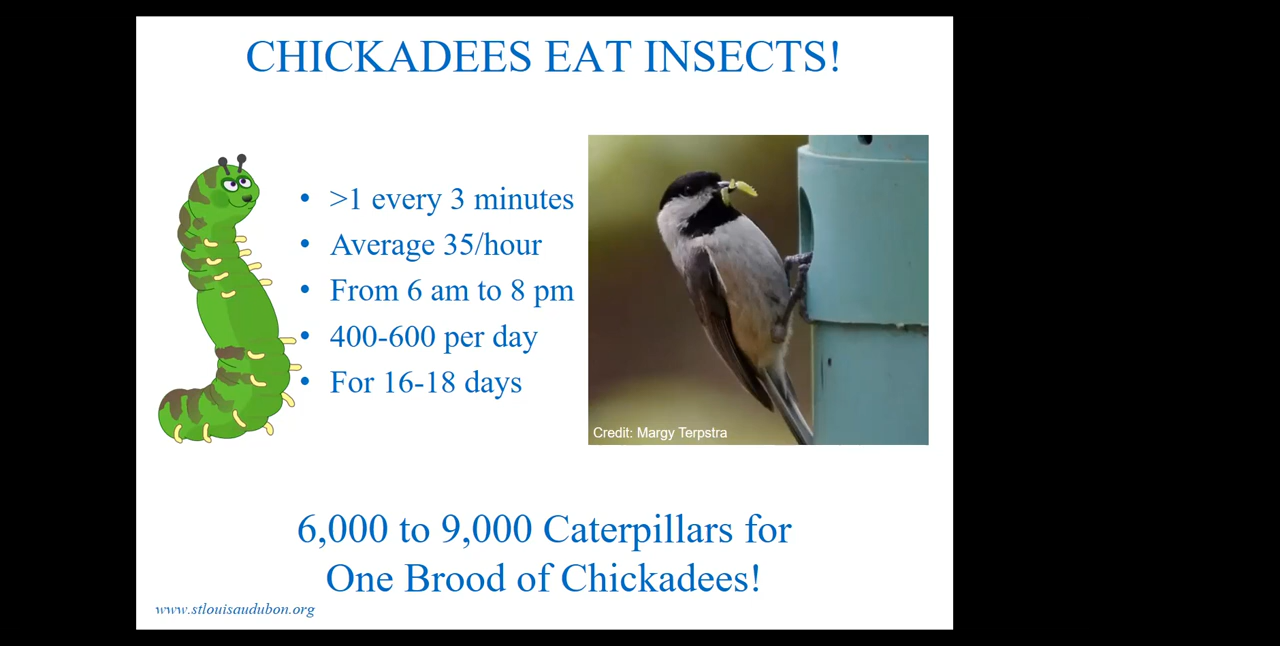 CHICKADEES EAT INSECTS!
• >1 every 3 minutes
• Average 35/hour
• From 6 am to 8 pm
• 400-600 per day
• For 16-18 days
Credit: Margy Terpstra
6,000 to 9,000 Caterpillars for
One Brood of Chickadees!
www.stlouisaudubon.org